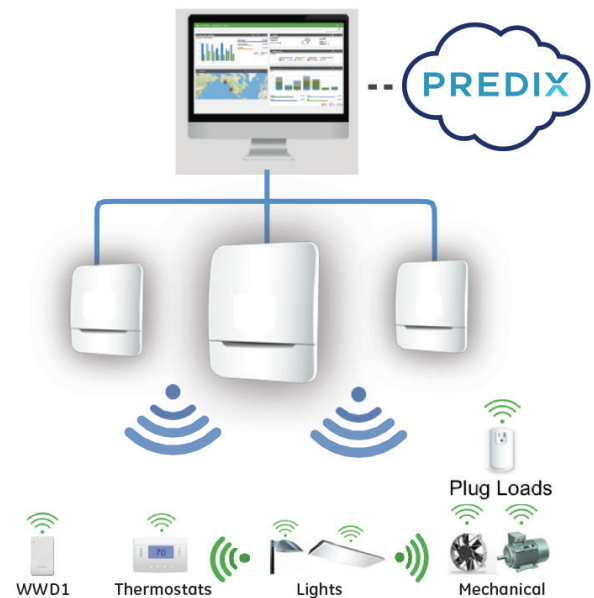 PREDIX
Plug Loads
70
WWD1
Thermostats
Lights
Mechanical